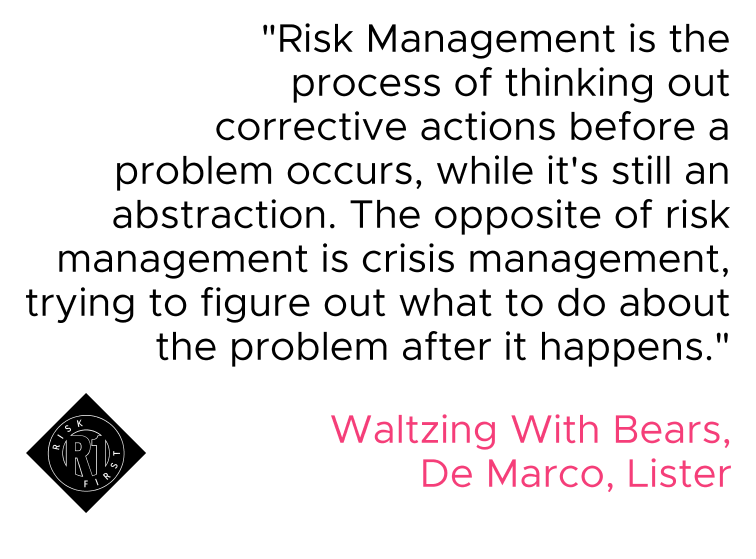 "Risk Management is the
process of thinking out
corrective actions before a
problem occurs, while it's still an
abstraction. The opposite of risk
management is crisis management,
trying to figure out what to do about
the problem after it happens."
Waltzing With Bears,
De Marco, Lister
RISK
R1
FIRST